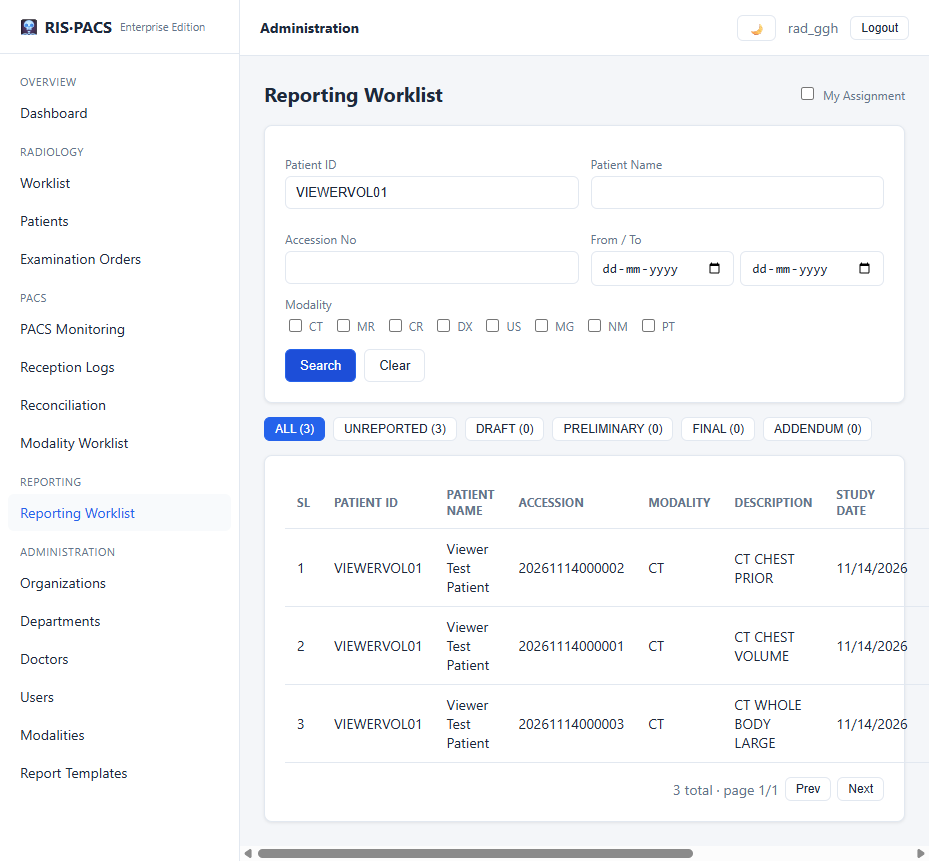 RIS·PACS Enterprise Edition
Administration
🌙
rad_ggh
Logout
OVERVIEW
Dashboard
RADIOLOGY
Worklist
Patients
Examination Orders
PACS
PACS Monitoring
Reception Logs
Reconciliation
Modality Worklist
REPORTING
Reporting Worklist
ADMINISTRATION
Organizations
Departments
Doctors
Users
Modalities
Report Templates
Reporting Worklist
My Assignment
Patient ID
VIEWERVOL01
Patient Name
Accession No
From / To
dd-mm-yyyy
dd-mm-yyyy
Modality
CT MR CR DX US MG NM PT
Search Clear
ALL (3) UNREPORTED (3) DRAFT (0) PRELIMINARY (0) FINAL (0) ADDENDUM (0)
SL PATIENT ID PATIENT NAME ACCESSION MODALITY DESCRIPTION STUDY DATE
1 VIEWERVOL01 Viewer Test Patient 20261114000002 CT CT CHEST PRIOR 11/14/2026
2 VIEWERVOL01 Viewer Test Patient 20261114000001 CT CT CHEST VOLUME 11/14/2026
3 VIEWERVOL01 Viewer Test Patient 20261114000003 CT CT WHOLE BODY LARGE 11/14/2026
3 total · page 1/1 Prev Next